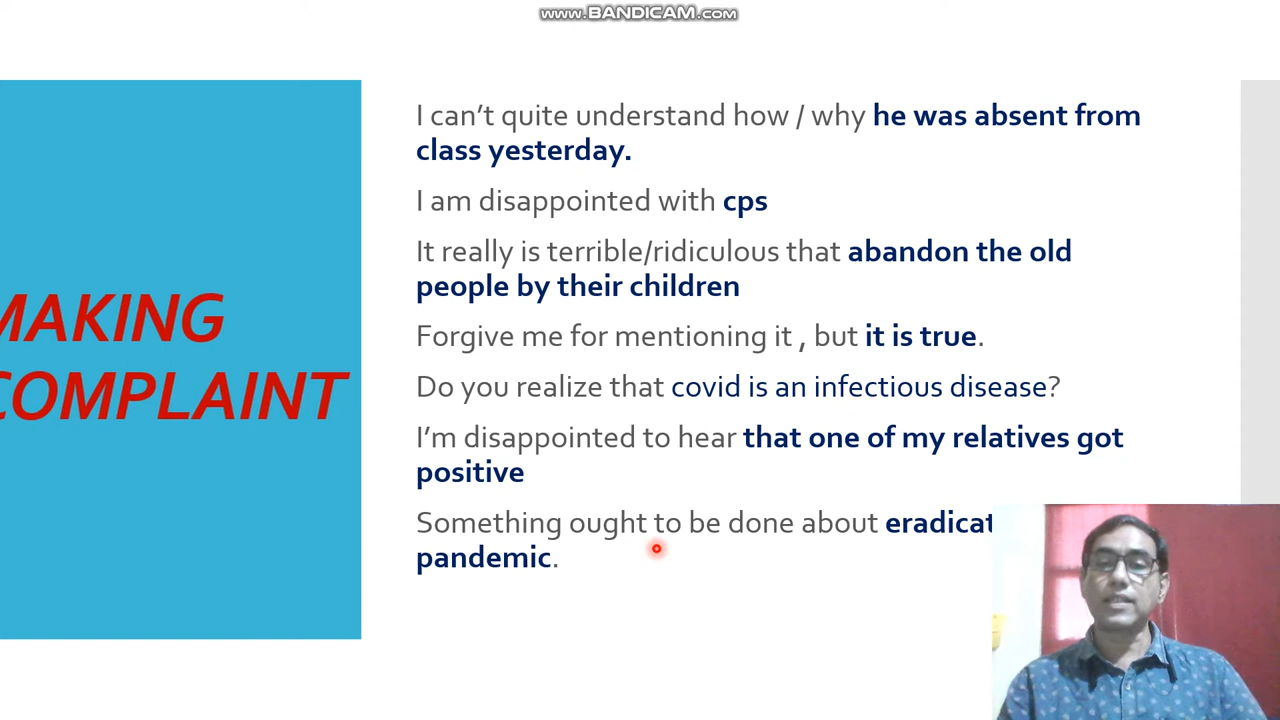 www.BANDICAM.com
MAKING
COMPLAINT
I can't quite understand how / why he was absent from
class yesterday.
I am disappointed with cps
It really is terrible/ridiculous that abandon the old
people by their children
Forgive me for mentioning it , but it is true.
Do you realize that covid is an infectious disease?
I'm disappointed to hear that one of my relatives got
positive
Something ought to be done about
pandemic.